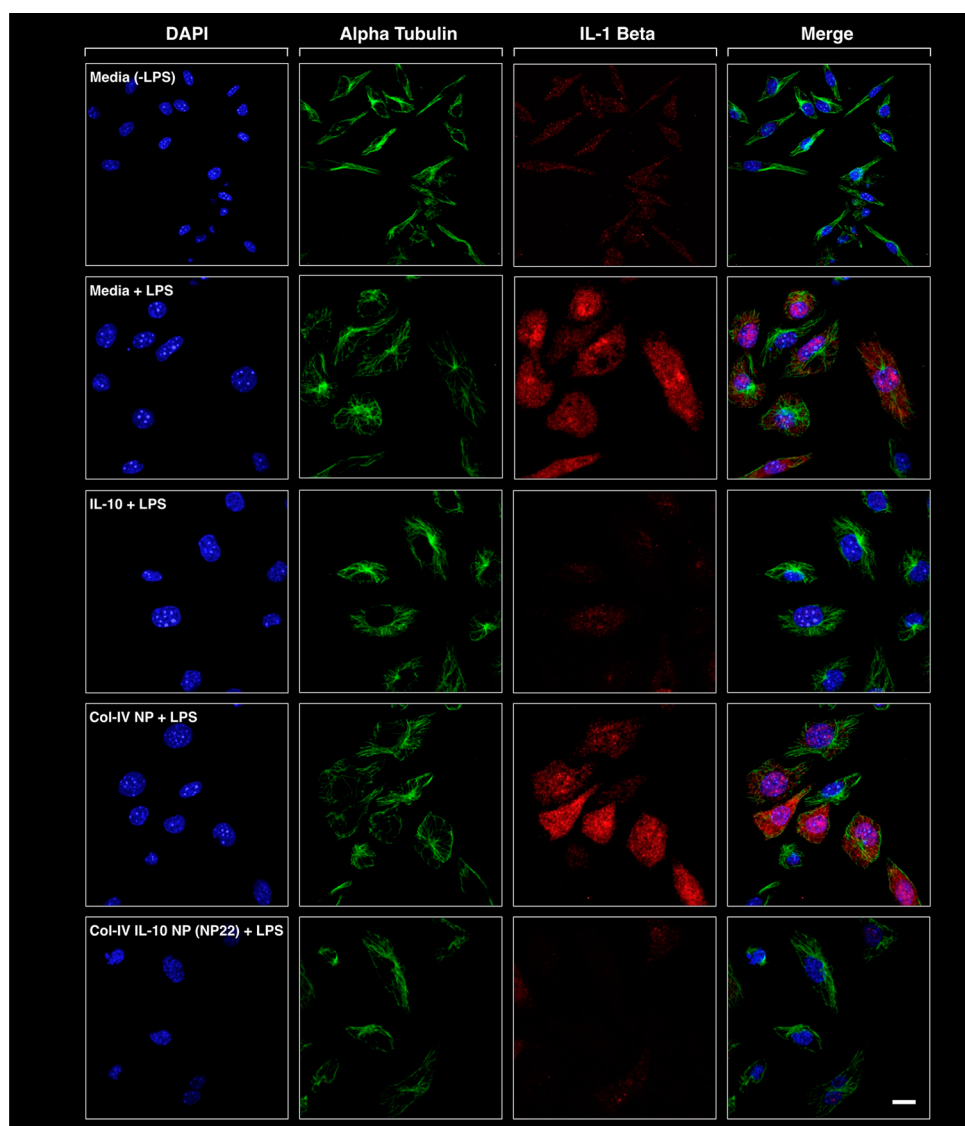 DAPI
Alpha Tubulin
IL-1 Beta
Merge
Media (-LPS)
Media + LPS
IL-10 + LPS
Col-IV NP + LPS
Col-IV IL-10 NP (NP22) + LPS